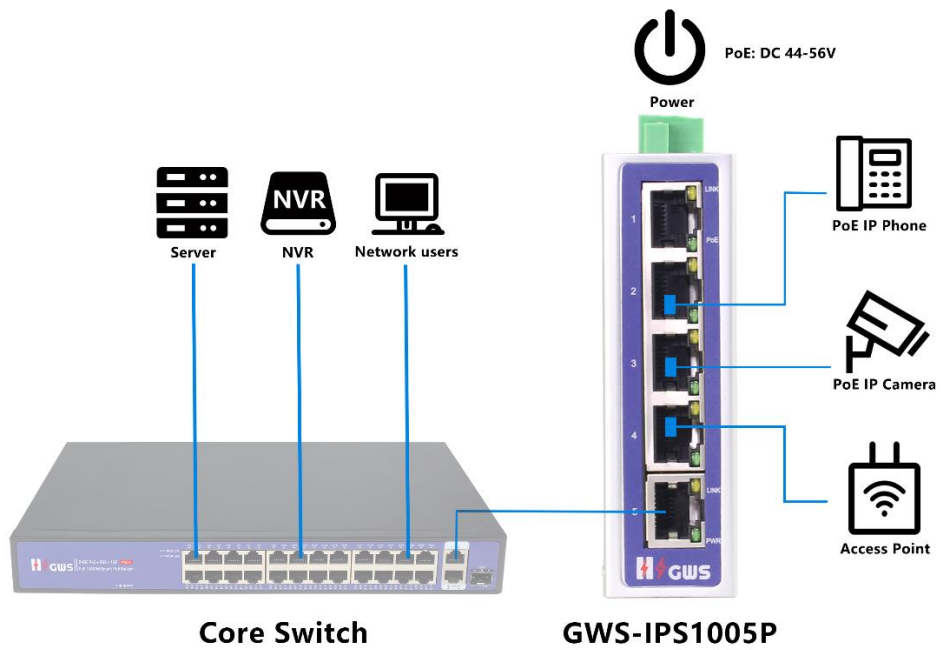 PoE: DC 44-56V
Power
LINK
1
PoE
PoE IP Phone
NVR
Server
NVR
Network users
2
3
PoE IP Camera
4
LINK
5
PWR
Access Point
GWS
GWS
Core Switch
GWS-IPS1005P